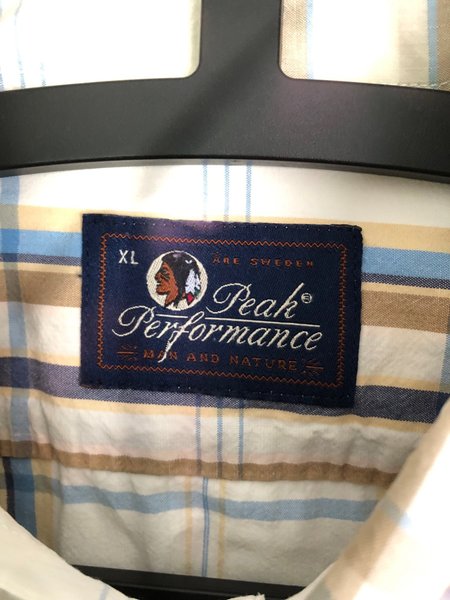 XL
ÅRE SWEDEN
Peak
Performance
MAN AND NATURE